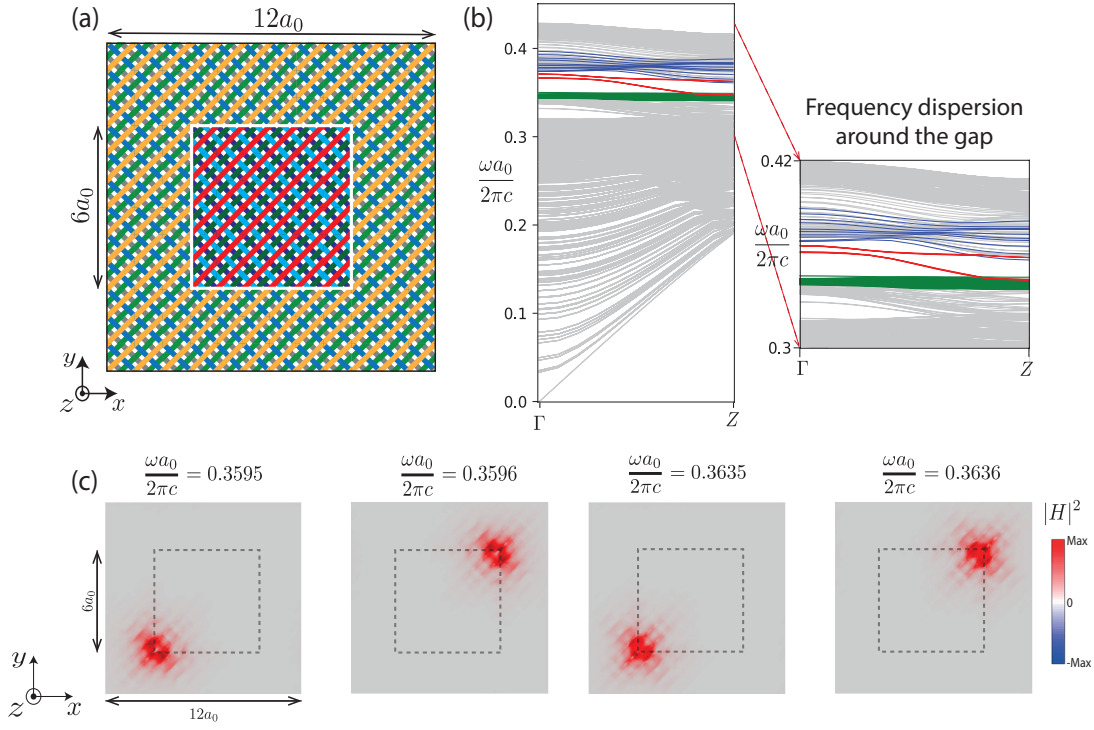 (a)
12a₀
6a₀
y
z
x
(b)
0.4
0.3
ωa₀
2πc
0.2
0.1
0.0
Γ
Z
Frequency dispersion
around the gap
0.42
ωa₀
2πc
0.3
Γ
Z
(c)
ωa₀/2πc = 0.3595
ωa₀/2πc = 0.3596
ωa₀/2πc = 0.3635
ωa₀/2πc = 0.3636
6a₀
12a₀
y
z
x
|H|²
Max
0
-Max